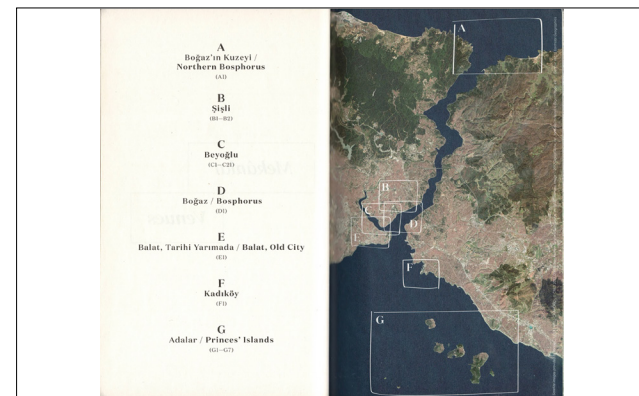 A
Boğaz'ın Kuzeyi /
Northern Bosphorus
(A1)
B
Şişli
(B1–B2)
C
Beyoğlu
(C1–C21)
D
Boğaz / Bosphorus
(D1)
E
Balat, Tarihi Yarımada / Balat, Old City
(E1)
F
Kadıköy
(F1)
G
Adalar / Princes' Islands
(G1–G7)
A
B
C
D
E
F
G